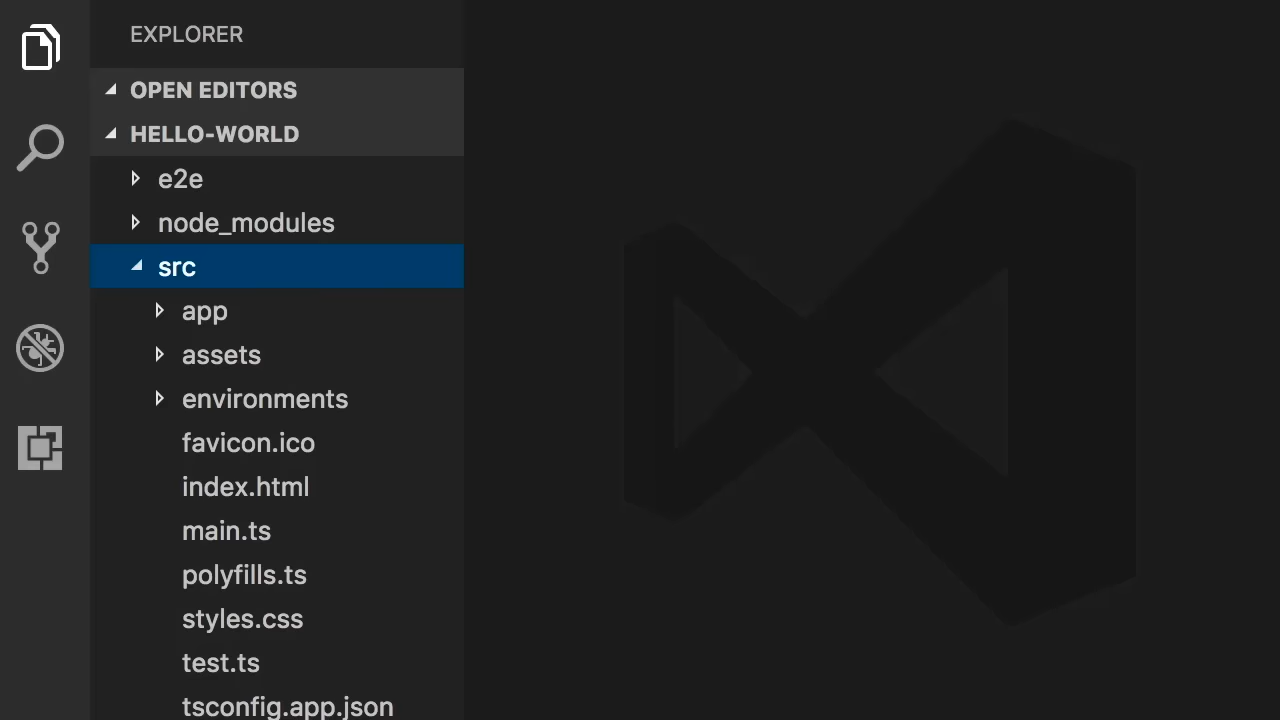 EXPLORER
OPEN EDITORS
HELLO-WORLD
e2e
node_modules
src
app
assets
environments
favicon.ico
index.html
main.ts
polyfills.ts
styles.css
test.ts
tsconfig.app.json